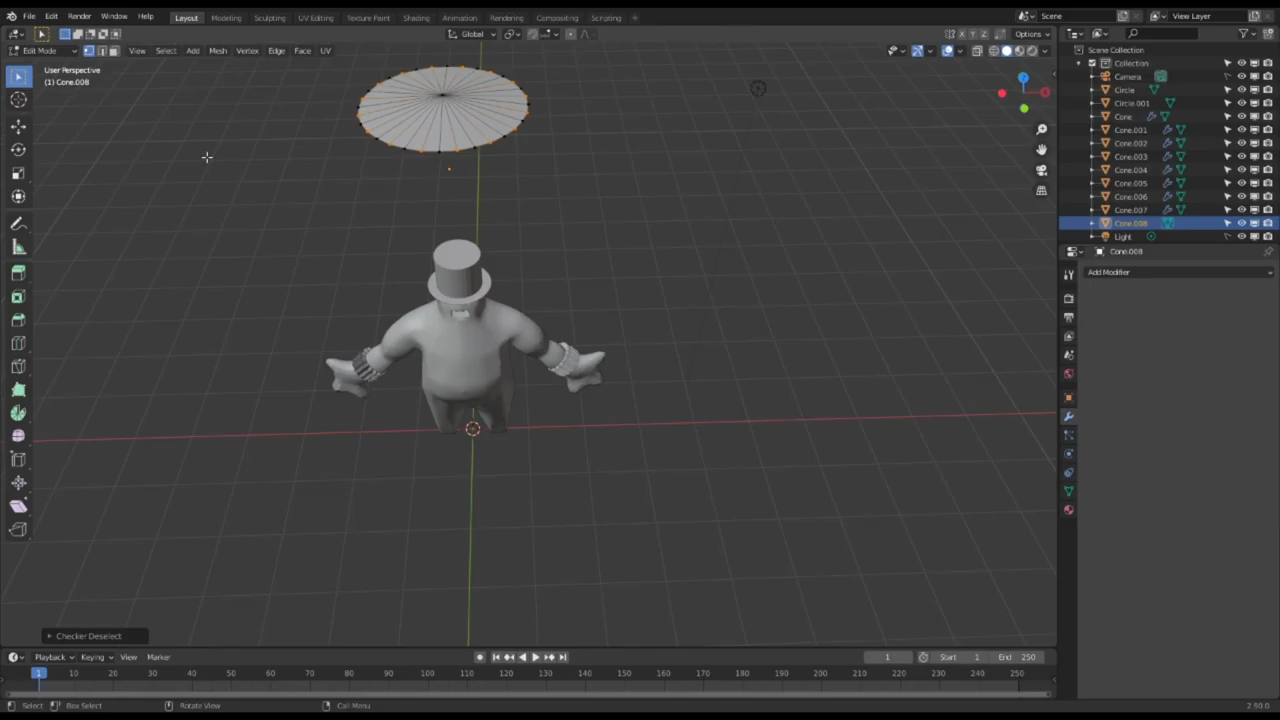 File Edit Render Window Help Layout Modeling Sculpting UV Editing Texture Paint Shading Animation Rendering Compositing Scripting + Scene View Layer
Global Options
Edit Mode View Select Add Mesh Vertex Edge Face UV X Y Z
User Perspective
(1) Cone.008
Z
X
Scene Collection
Collection
Camera
Circle
Circle.001
Cone
Cone.001
Cone.002
Cone.003
Cone.004
Cone.005
Cone.006
Cone.007
Cone.008
Light
Cone.008
Add Modifier
Checker Deselect
Playback Keying View Marker 1 Start 1 End 250
1 10 20 30 40 50 60 70 80 90 100 110 120 130 140 150 160 170 180 190 200 210 220 230 240 250
Select Box Select Rotate View Call Menu 2.90.0